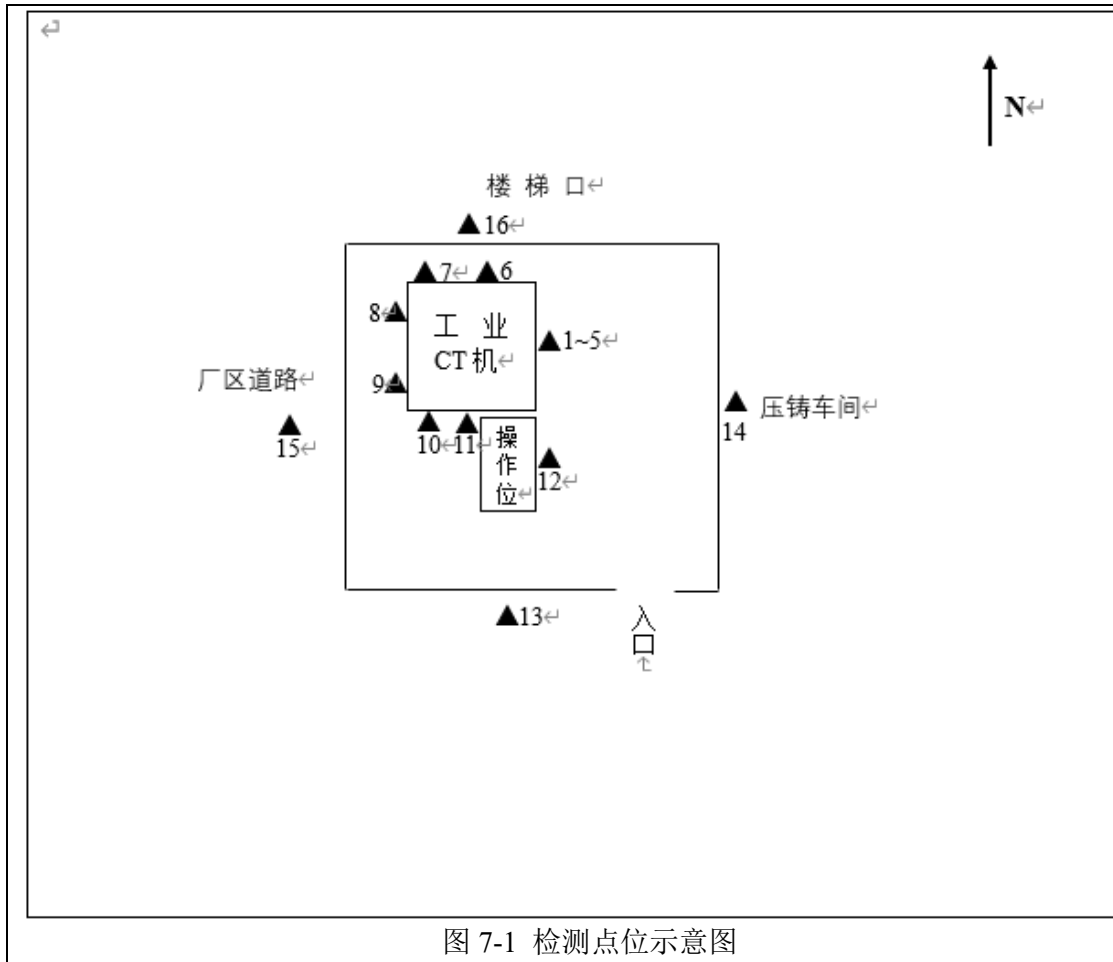 N
楼 梯 口
▲16
▲7 ▲6
8▲
工 业
CT机
▲1~5
9▲
厂区道路
▲
15
▲ 压铸车间
14
▲ ▲
10 11
操
作
位
▲
12
▲13
入
口
图 7-1 检测点位示意图